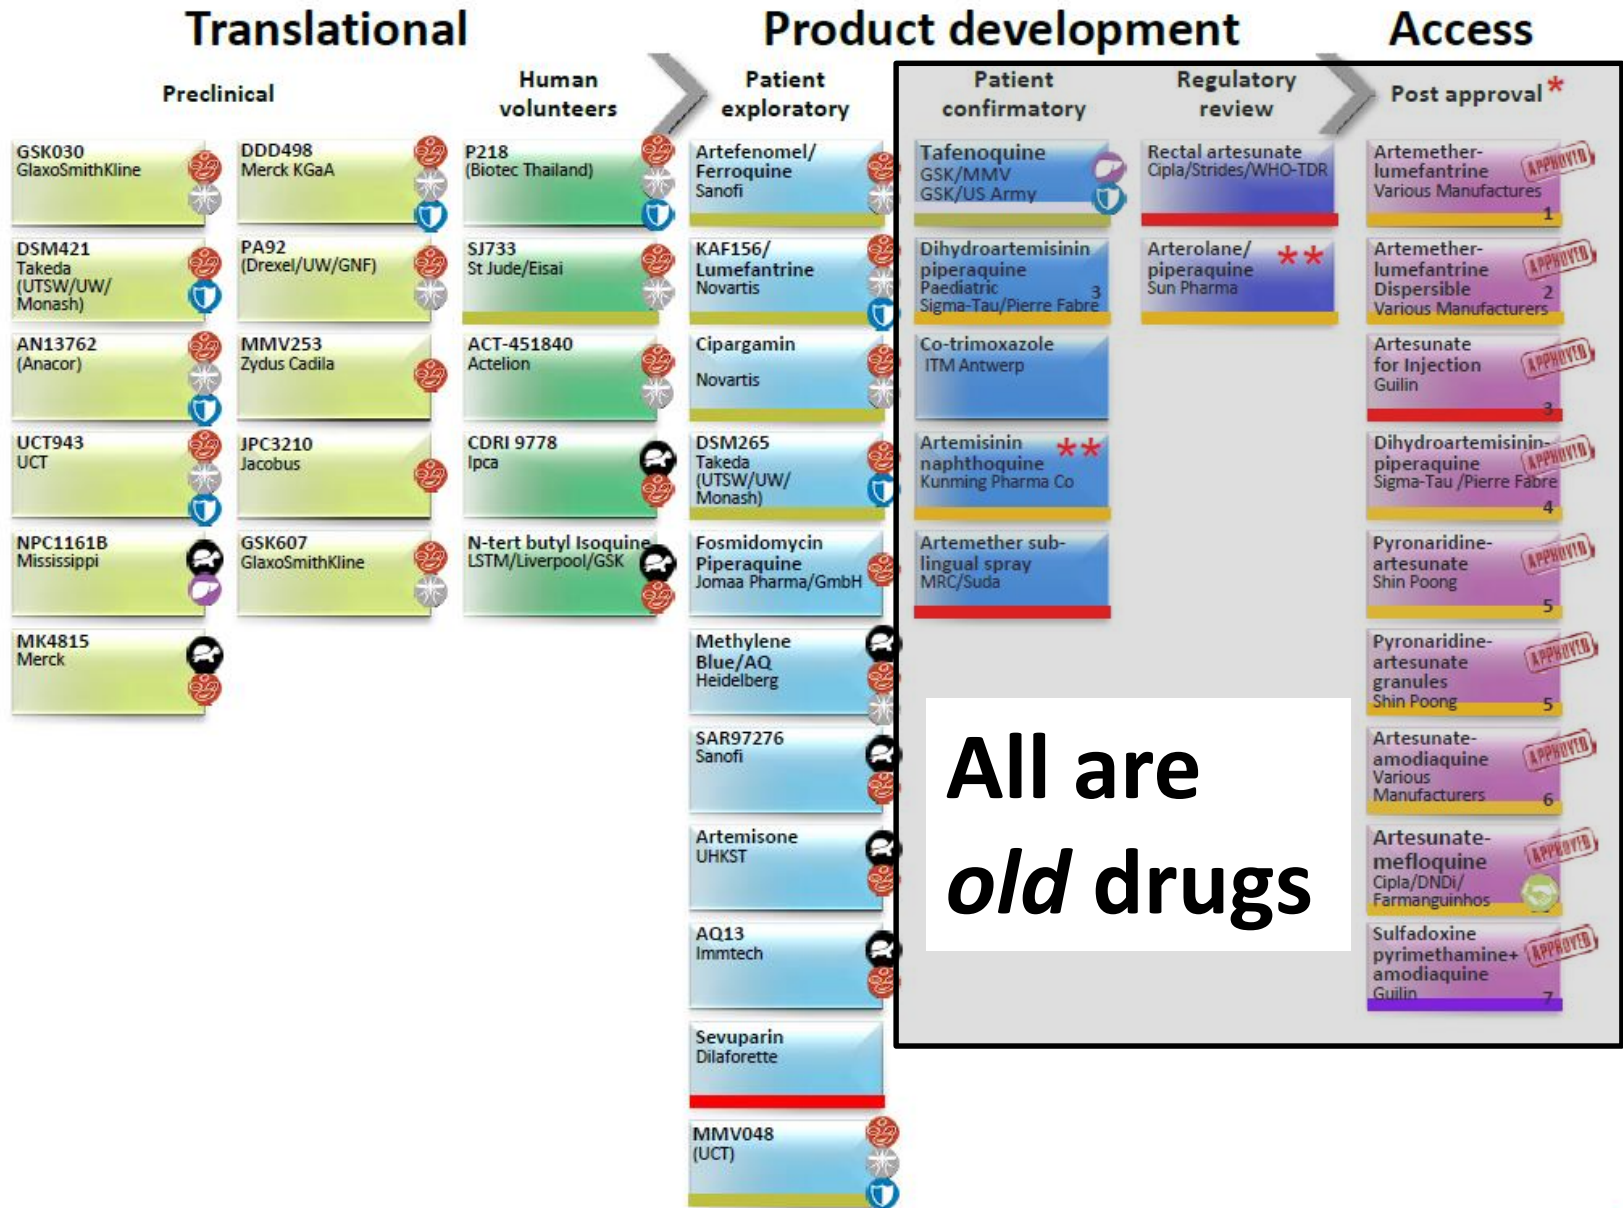 Translational
Product development
Access
Preclinical
Human
volunteers
Patient
exploratory
Patient
confirmatory
Regulatory
review
Post approval *
GSK030
GlaxoSmithKline
DSM421
Takeda
(UTSW/UW/
Monash)
AN13762
(Anacor)
UCT943
UCT
NPC1161B
Mississippi
MK4815
Merck
DDD498
Merck KGaA
PA92
(Drexel/UW/GNF)
MMV253
Zydus Cadila
JPC3210
Jacobus
GSK607
GlaxoSmithKline
P218
(Biotec Thailand)
SJ733
St Jude/Eisai
ACT-451840
Actelion
CDRI 9778
Ipca
N-tert butyl Isoquine
LSTM/Liverpool/GSK
Artefenomel/
Ferroquine
Sanofi
KAF156/
Lumefantrine
Novartis
Cipargamin
Novartis
DSM265
Takeda
(UTSW/UW/
Monash)
Fosmidomycin
Piperaquine
Jomaa Pharma/GmbH
Methylene
Blue/AQ
Heidelberg
SAR97276
Sanofi
Artemisone
UHKST
AQ13
Immtech
Sevuparin
Dilaforette
MMV048
(UCT)
Tafenoquine
GSK/MMV
GSK/US Army
Dihydroartemisinin
piperaquine
Paediatric 3
Sigma-Tau/Pierre Fabre
Co-trimoxazole
ITM Antwerp
Artemisinin
naphthoquine **
Kunming Pharma Co
Artemether sub-
lingual spray
MRC/Suda
Rectal artesunate
Cipla/Strides/WHO-TDR
Arterolane/
piperaquine **
Sun Pharma
Artemether-
lumefantrine
Various Manufactures
APPROVED
1
Artemether-
lumefantrine
Dispersible
Various Manufacturers
APPROVED
2
Artesunate
for Injection
Guilin
APPROVED
3
Dihydroartemisinin-
piperaquine
Sigma-Tau /Pierre Fabre
APPROVED
4
Pyronaridine-
artesunate
Shin Poong
APPROVED
5
Pyronaridine-
artesunate
granules
Shin Poong
APPROVED
5
Artesunate-
amodiaquine
Various
Manufacturers
APPROVED
6
Artesunate-
mefloquine
Cipla/DNDi/
Farmanguinhos
APPROVED
Sulfadoxine
pyrimethamine+
amodiaquine
Guilin
APPROVED
7
All are
old drugs